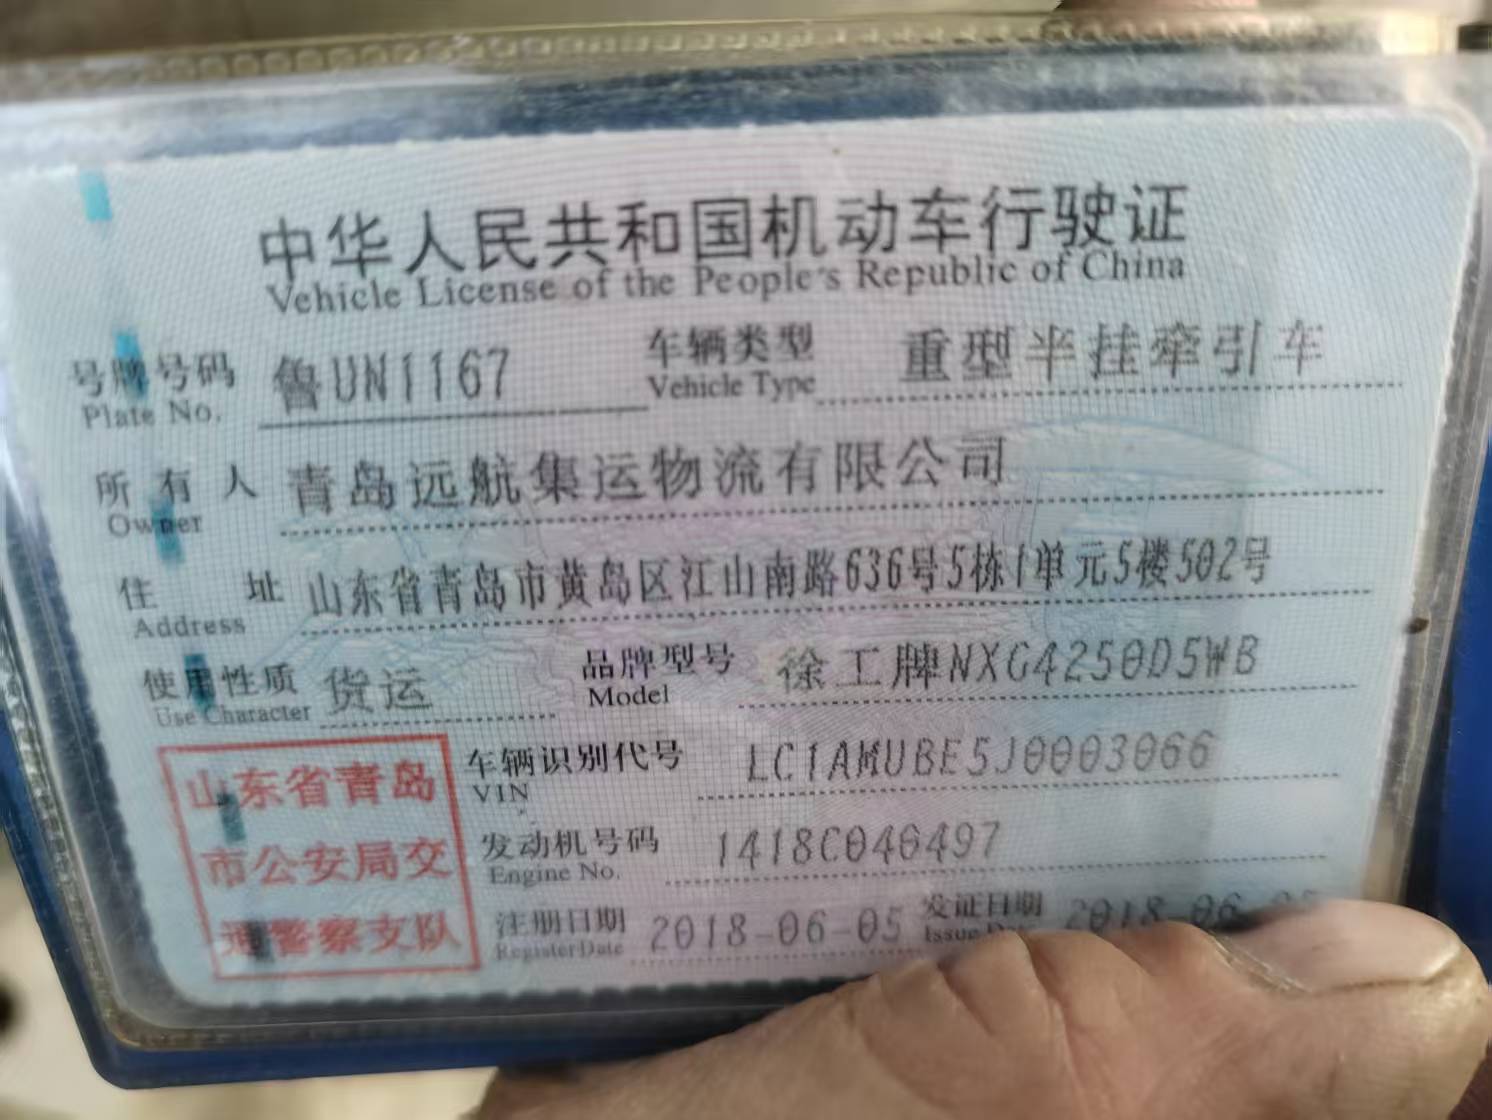 中华人民共和国机动车行驶证
Vehicle License of the People's Republic of China
号牌号码 鲁UN1167 车辆类型 重型半挂牵引车
Plate No. Vehicle Type
所有人 青岛远航集运物流有限公司
Owner
住址 山东省青岛市黄岛区江山南路636号5栋1单元5楼502号
Address
使用性质 货运 品牌型号 徐工牌NXG4250D5WB
Use Character Model
车辆识别代号 LC1AMUBE5J0003066
VIN
发动机号码 1418C040497
Engine No.
注册日期 2018-06-05 发证日期 2018-06-05
Register Date Issue Date
山东省青岛
市公安局交
通警察支队